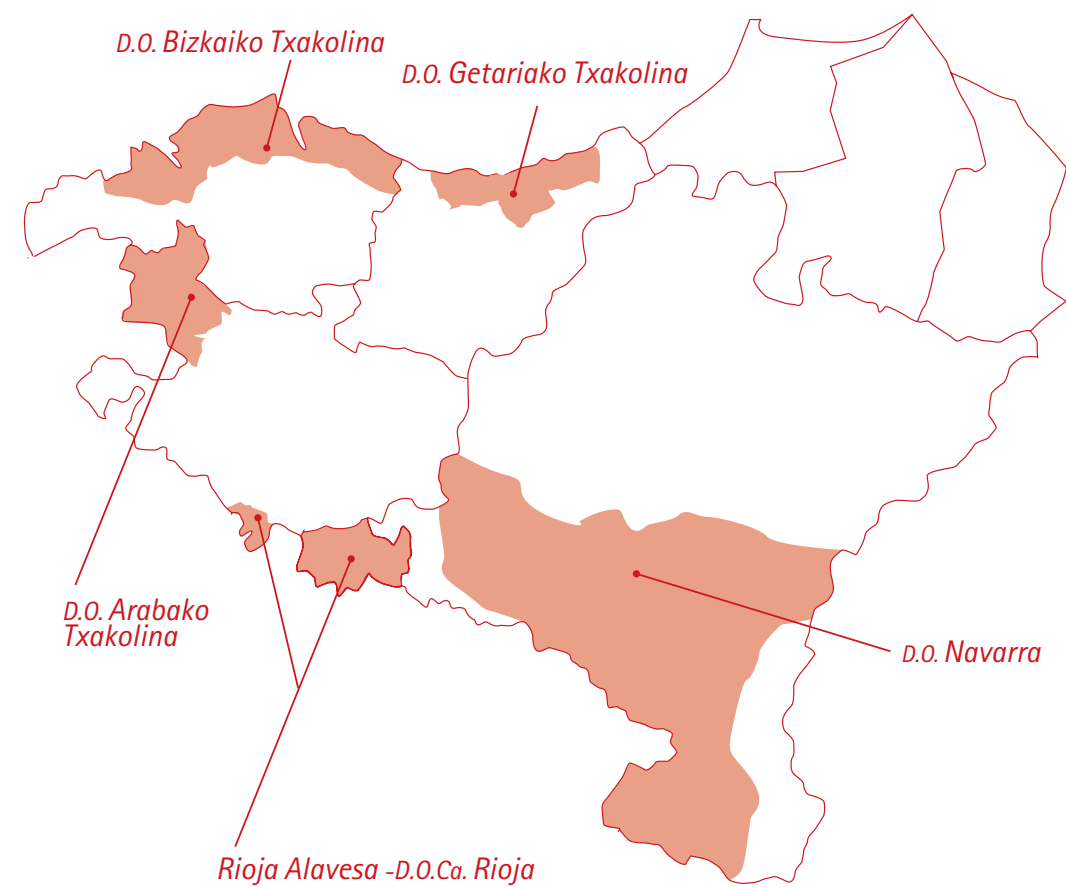 D.O. Bizkaiko Txakolina
D.O. Getariako Txakolina
D.O. Arabako
Txakolina
D.O. Navarra
Rioja Alavesa -D.O.Ca. Rioja